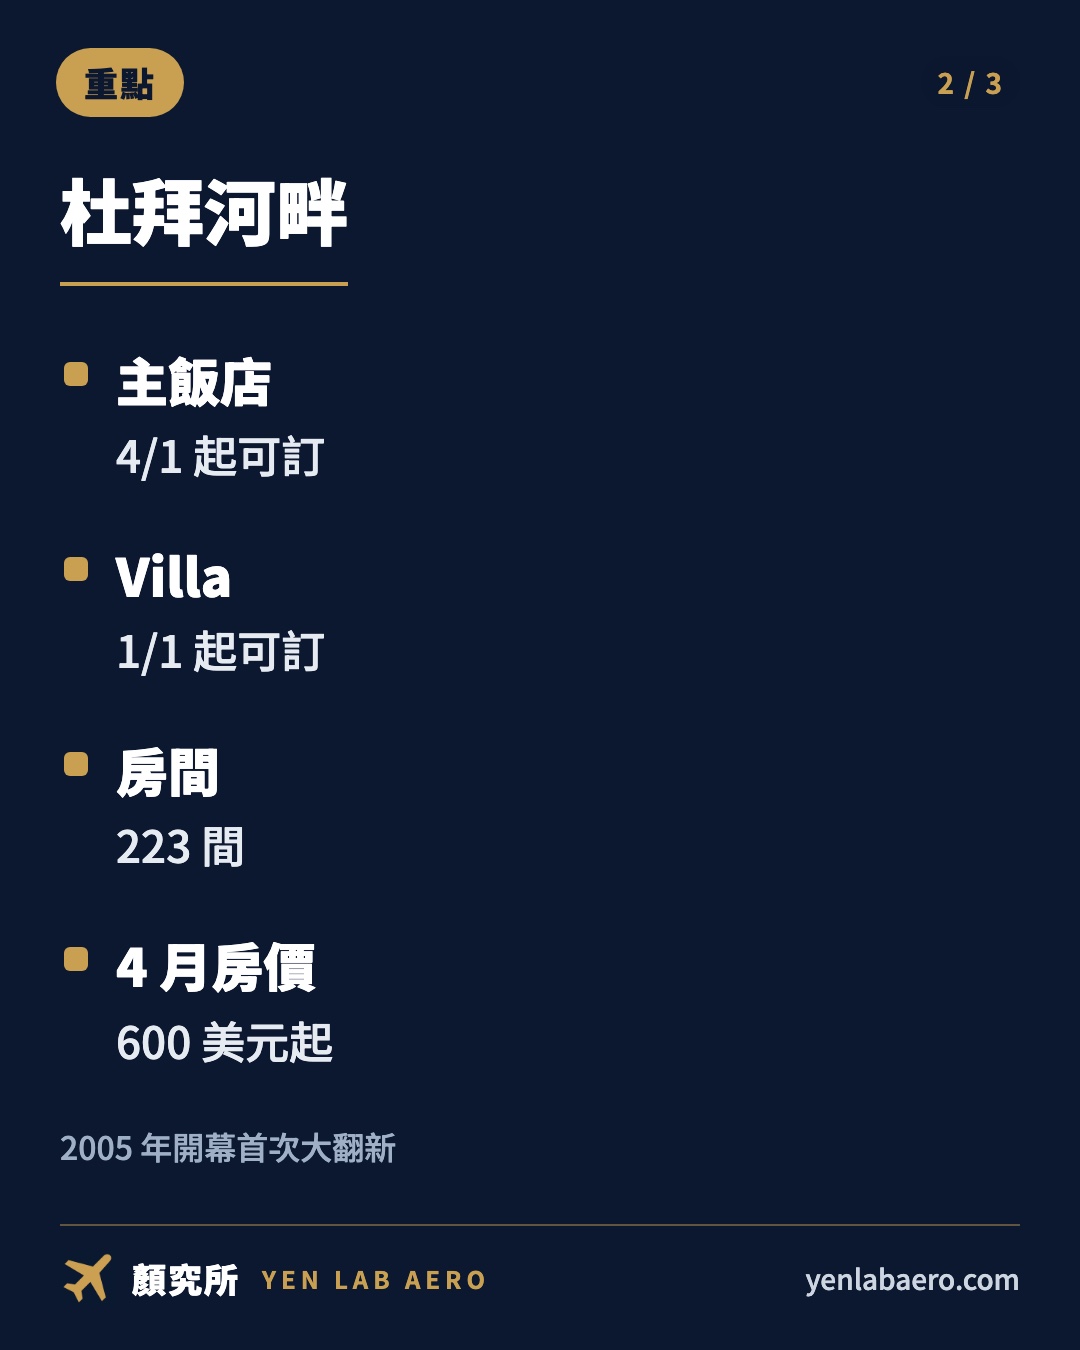 重點
2 / 3
杜拜河畔
主飯店
4/1 起可訂
Villa
1/1 起可訂
房間
223 間
4 月房價
600 美元起
2005 年開幕首次大翻新
顏究所 YEN LAB AERO
yenlabaero.com